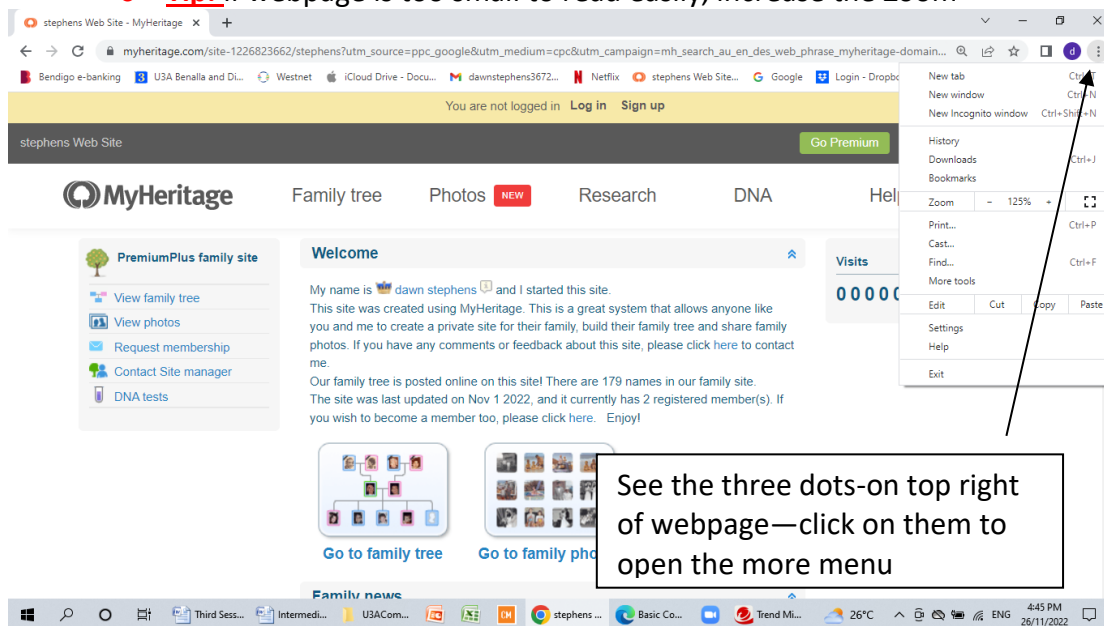 Tip: If webpage is too small to read easily, increase the zoom
stephens Web Site - MyHeritage
myheritage.com/site-1226823662/stephens?utm_source=ppc_google&utm_medium=cpc&utm_campaign=mh_search_au_en_des_web_phrase_myheritage-domain...
Bendigo e-banking U3A Benalla and Di... Westnet iCloud Drive - Docu... dawnstephens3672... Netflix stephens Web Site... Google Login - Dropbo
You are not logged in Log in Sign up
stephens Web Site Go Premium
MyHeritage Family tree Photos NEW Research DNA Hel
New tab Ctrl+T
New window Ctrl+N
New Incognito window Ctrl+Shift+N
History
Downloads Ctrl+J
Bookmarks
Zoom - 125% +
Print... Ctrl+P
Cast...
Find... Ctrl+F
More tools
Edit Cut Copy Paste
Settings
Help
Exit
PremiumPlus family site
View family tree
View photos
Request membership
Contact Site manager
DNA tests
Welcome
My name is dawn stephens and I started this site.
This site was created using MyHeritage. This is a great system that allows anyone like
you and me to create a private site for their family, build their family tree and share family
photos. If you have any comments or feedback about this site, please click here to contact
me.
Our family tree is posted online on this site! There are 179 names in our family site.
The site was last updated on Nov 1 2022, and it currently has 2 registered member(s). If
you wish to become a member too, please click here. Enjoy!
Go to family tree Go to family pho
Family news
Visits
0 0 0 0
See the three dots-on top right
of webpage—click on them to
open the more menu
Third Sess... Intermedi... U3ACom... CM stephens ... Basic Co... Trend Mi... 26°C ENG 4:45 PM
26/11/2022